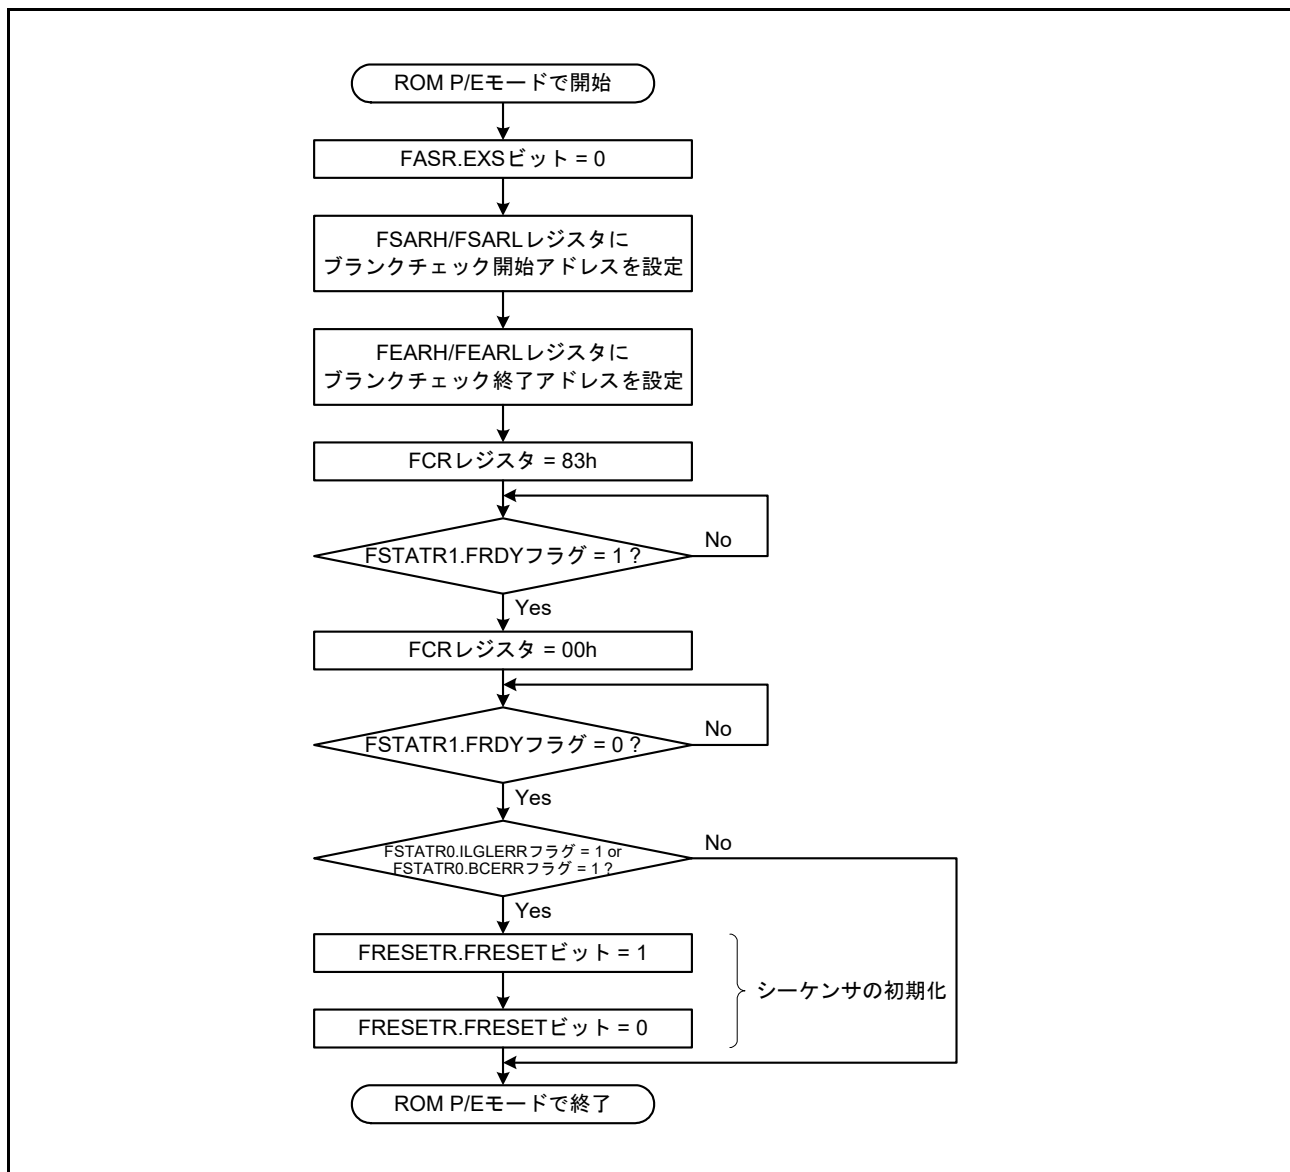 ROM P/Eモードで開始
FASR.EXSビット = 0
FSARH/FSARLレジスタに
ブランクチェック開始アドレスを設定
FEARH/FEARLレジスタに
ブランクチェック終了アドレスを設定
FCRレジスタ = 83h
FSTATR1.FRDYフラグ = 1 ?
No
Yes
FCRレジスタ = 00h
FSTATR1.FRDYフラグ = 0 ?
No
Yes
FSTATR0.ILGLERRフラグ = 1 or
FSTATR0.BCERRフラグ = 1 ?
No
Yes
FRESETR.FRESETビット = 1
シーケンサの初期化
FRESETR.FRESETビット = 0
ROM P/Eモードで終了